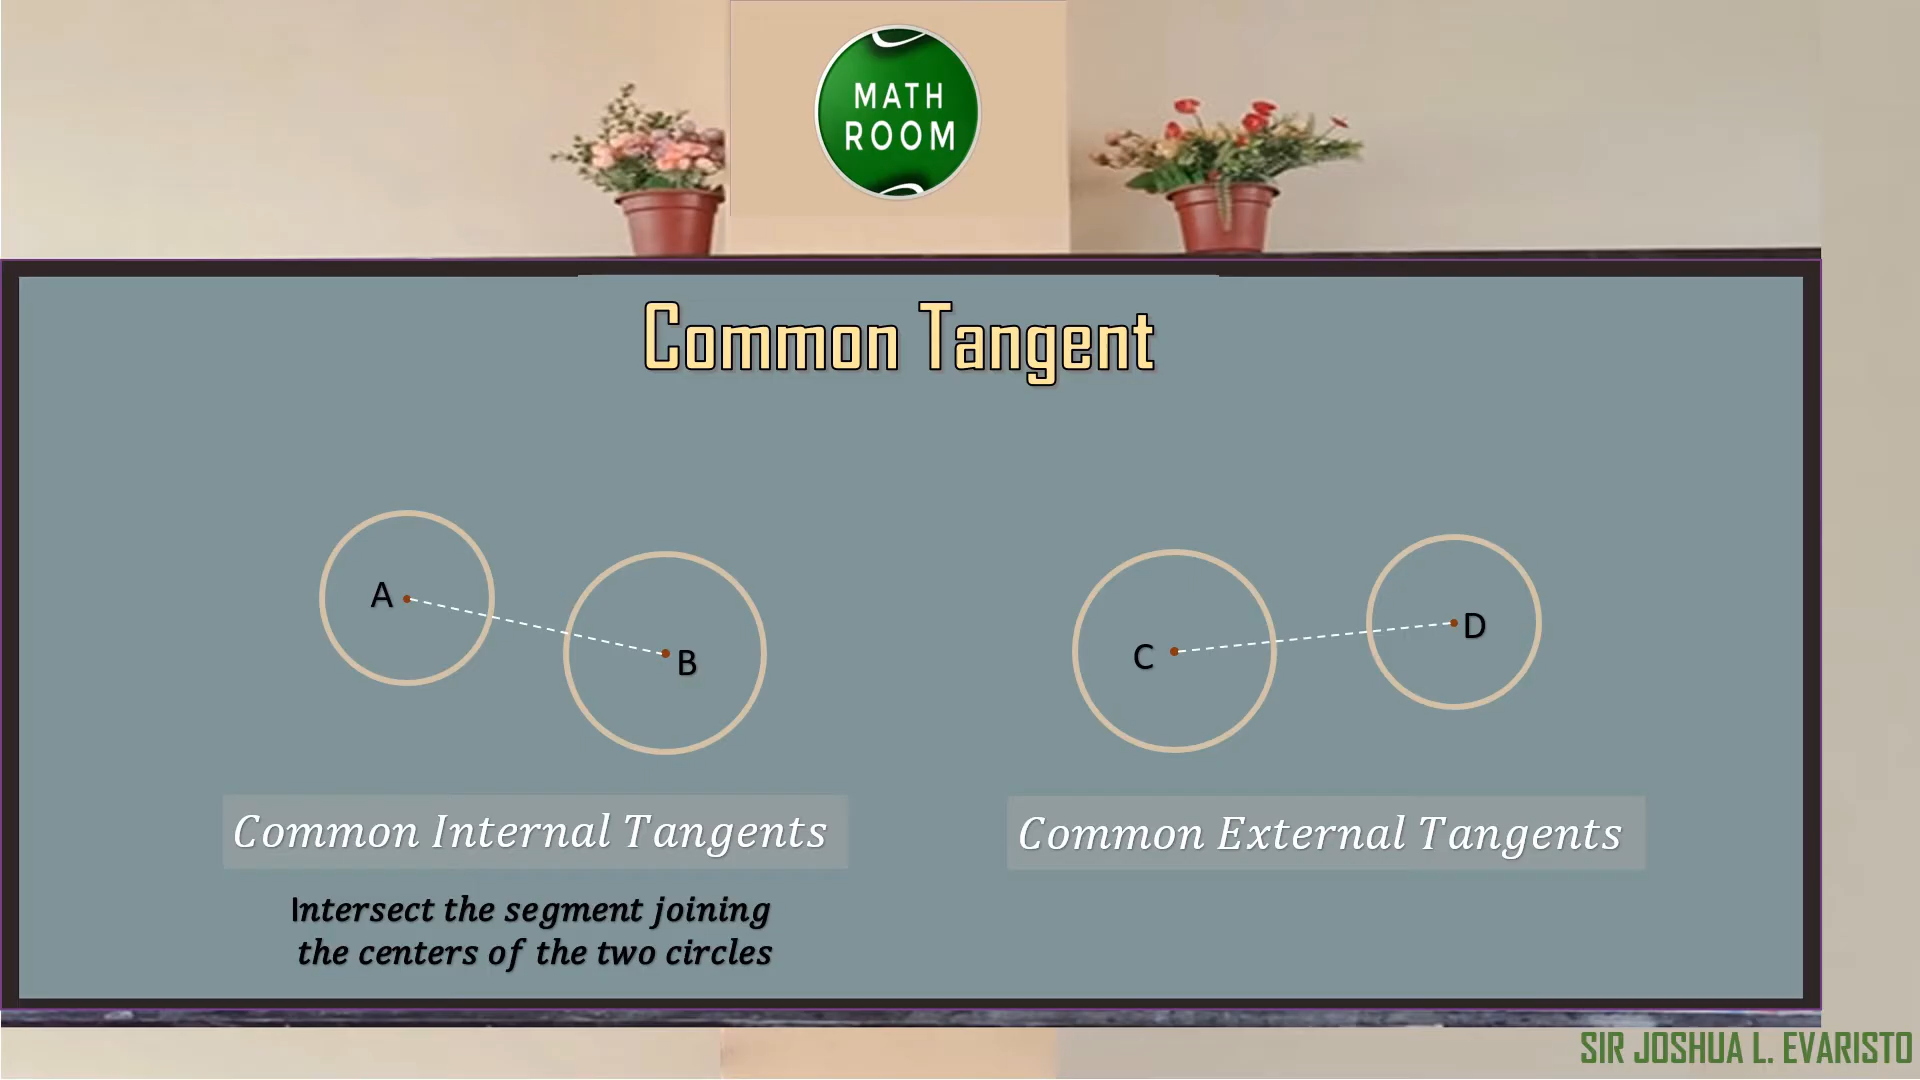 MATH
ROOM
Common Tangent
A
B
C
D
Common Internal Tangents
Common External Tangents
Intersect the segment joining
the centers of the two circles
SIR JOSHUA L. EVARISTO